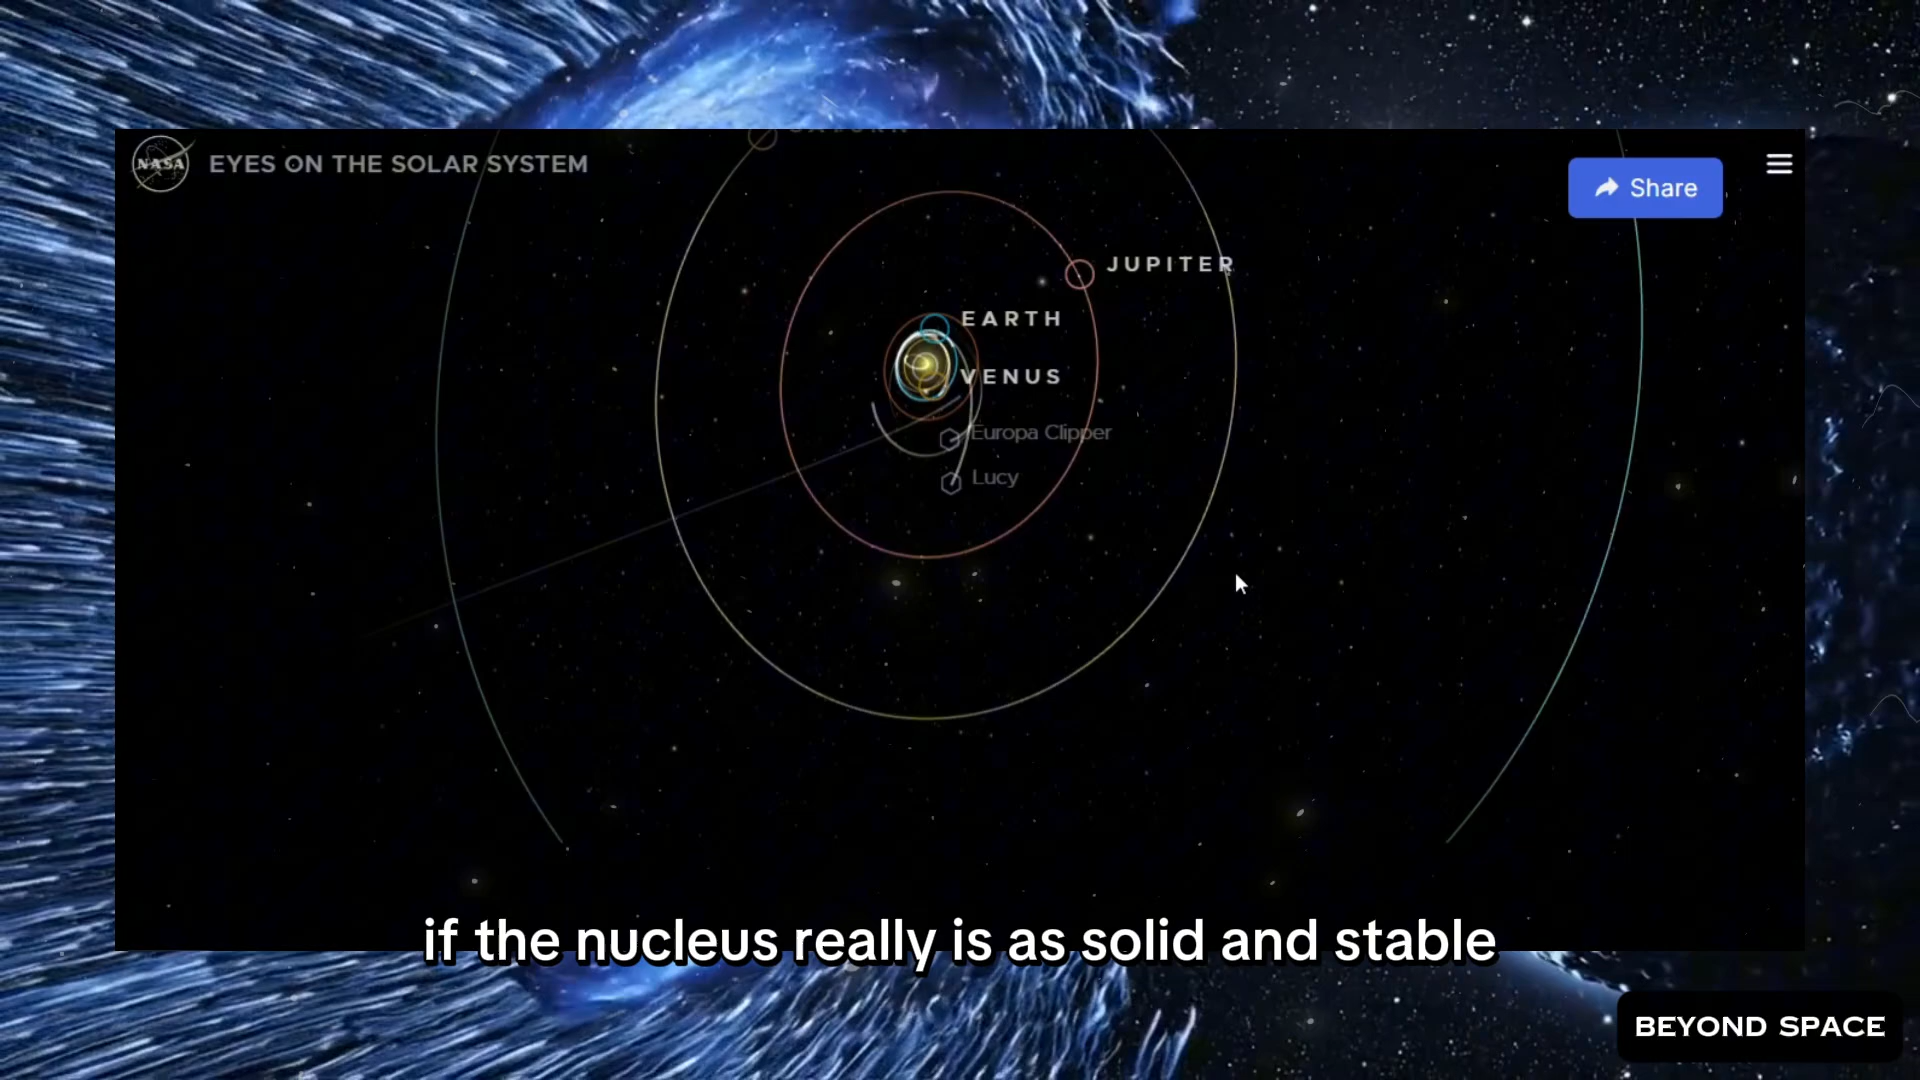 SATURN
NASA
EYES ON THE SOLAR SYSTEM
Share
JUPITER
EARTH
VENUS
Europa Clipper
Lucy
if the nucleus really is as solid and stable
BEYOND SPACE